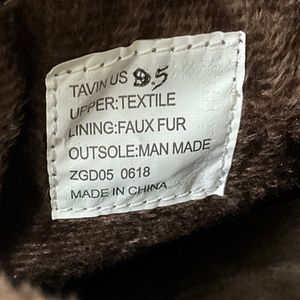 TAVIN US 9.5
UPPER:TEXTILE
LINING:FAUX FUR
OUTSOLE:MAN MADE
ZGD05 0618
MADE IN CHINA